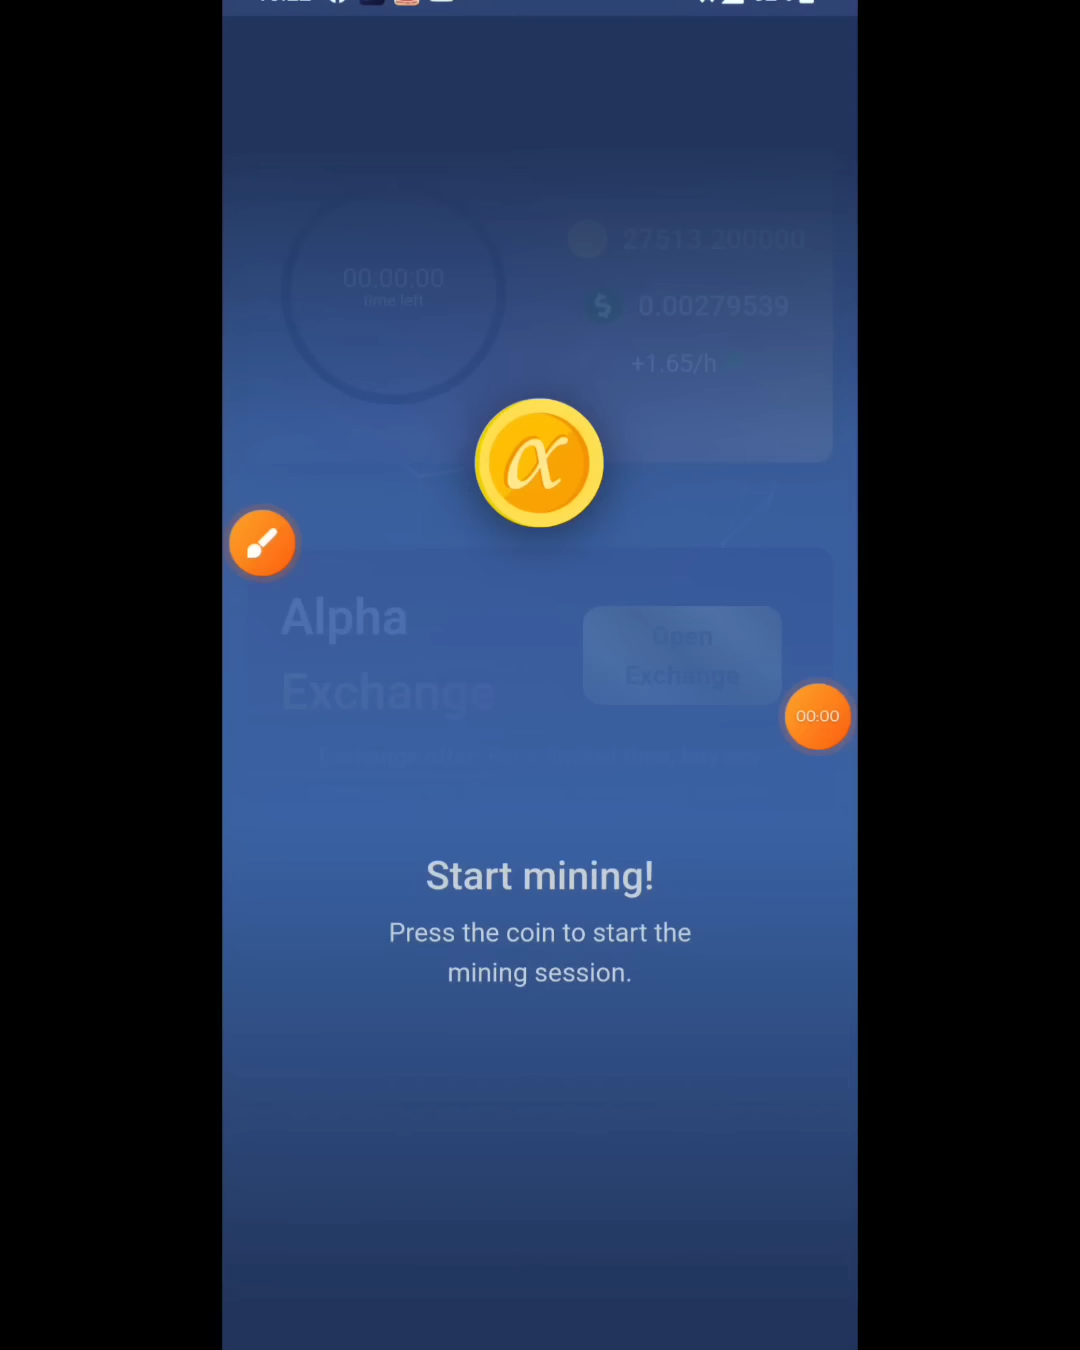 27513.200000
00:00:00
time left
0.00279539
+1.65/h
α
Alpha
Open
Exchange
Exchange
00:00
Start mining!
Press the coin to start the
mining session.